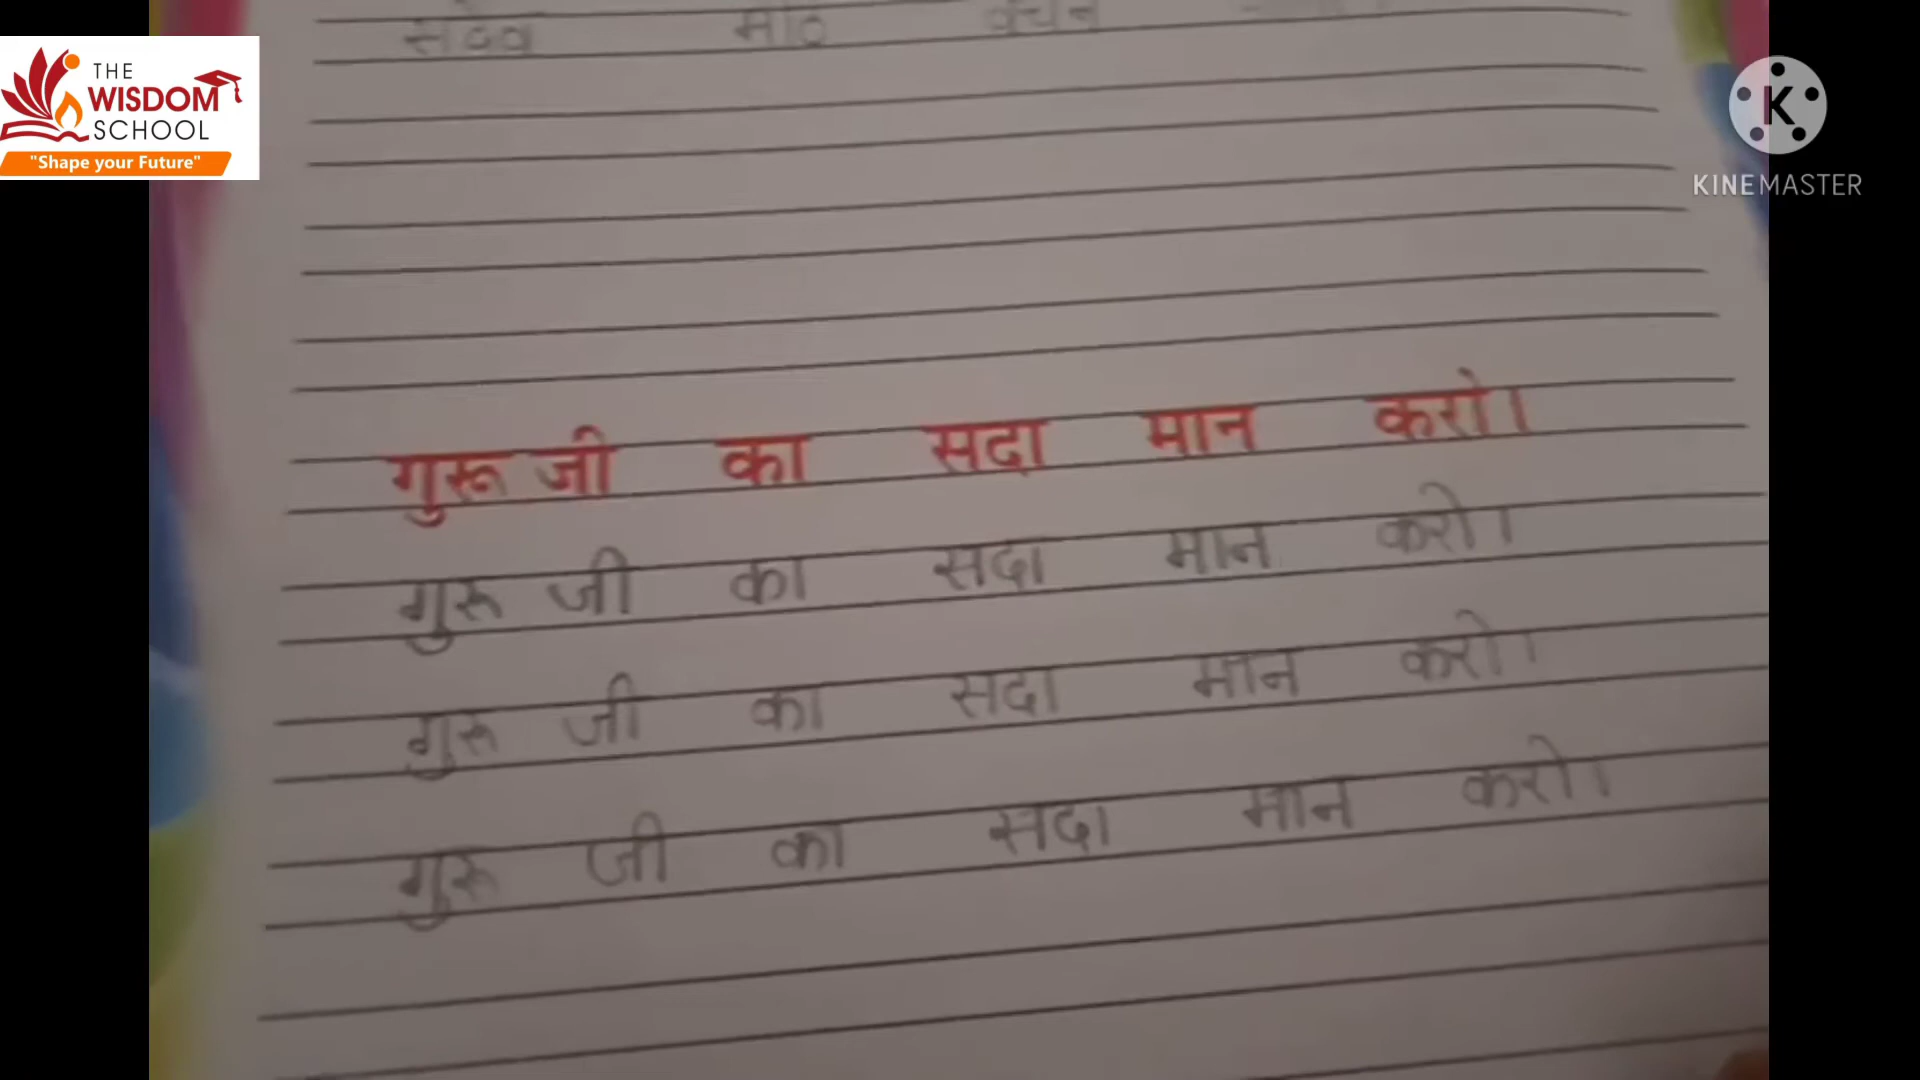 THE
WISDOM
SCHOOL
"Shape your Future"
K
KINEMASTER
गुरू जी का सदा मान करो।
गुरू जी का सदा मान करो।
गुरू जी का सदा मान करो।
गुरू जी का सदा मान करो।